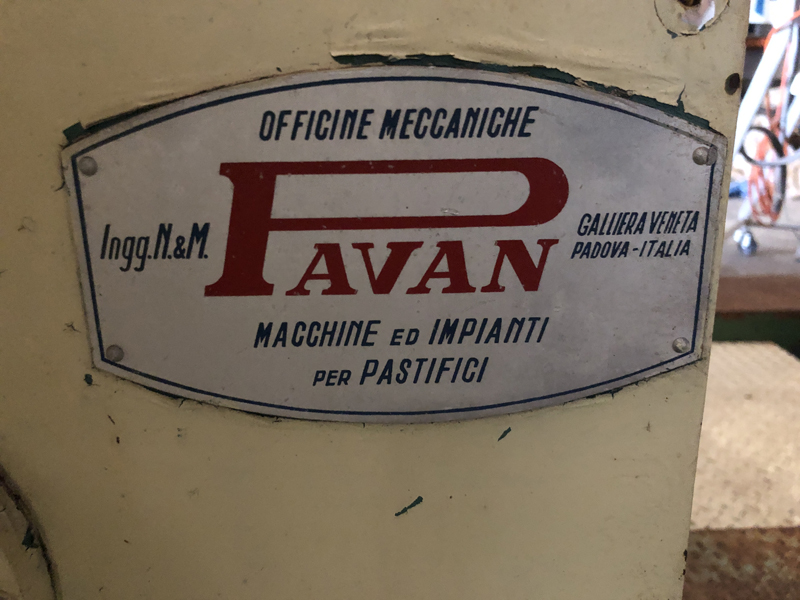 OFFICINE MECCANICHE
Ingg. N.&M.
PAVAN
GALLIERA VENETA
PADOVA-ITALIA
MACCHINE ED IMPIANTI
PER PASTIFICI